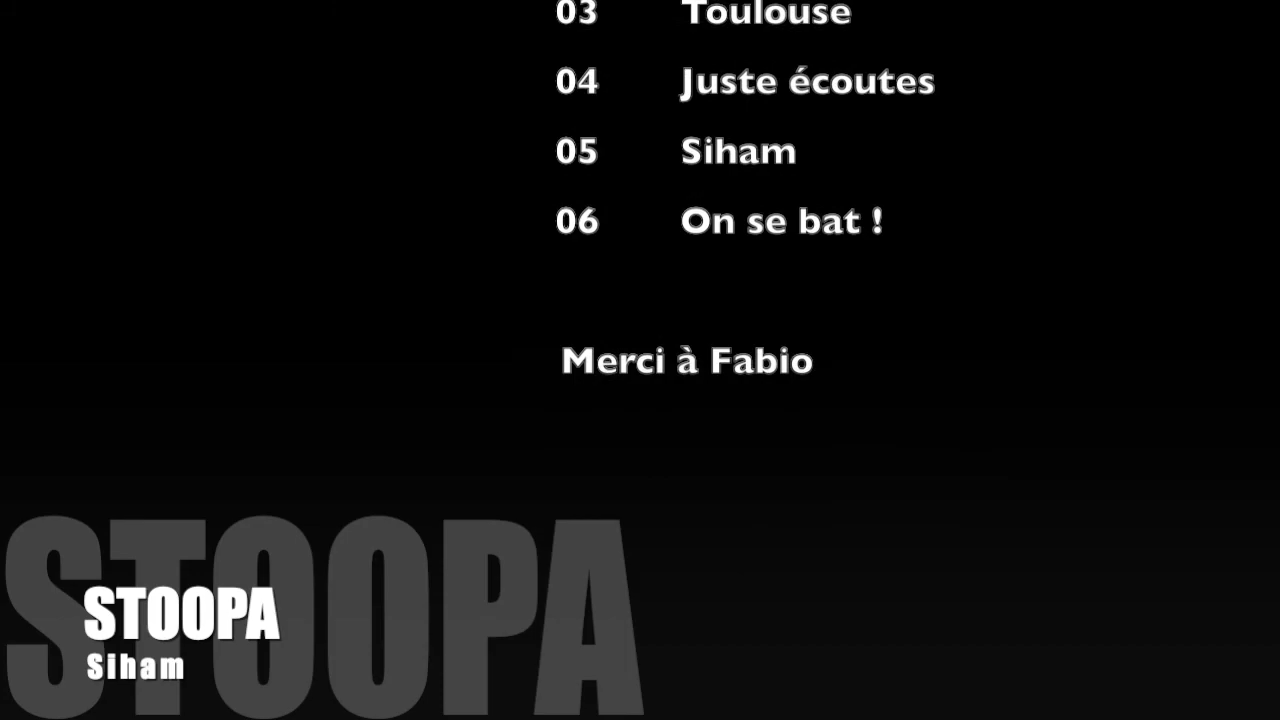 03 Toulouse
04 Juste écoutes
05 Siham
06 On se bat !
Merci à Fabio
STOOPA
STOOPA
Siham